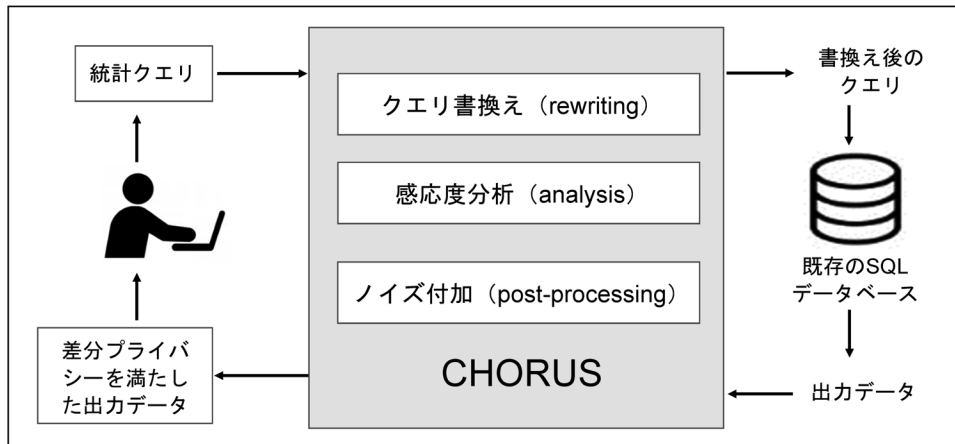 統計クエリ
クエリ書換え（rewriting）
感応度分析（analysis）
ノイズ付加（post-processing）
CHORUS
書換え後の
クエリ
既存のSQL
データベース
出力データ
差分プライバ
シーを満たし
た出力データ